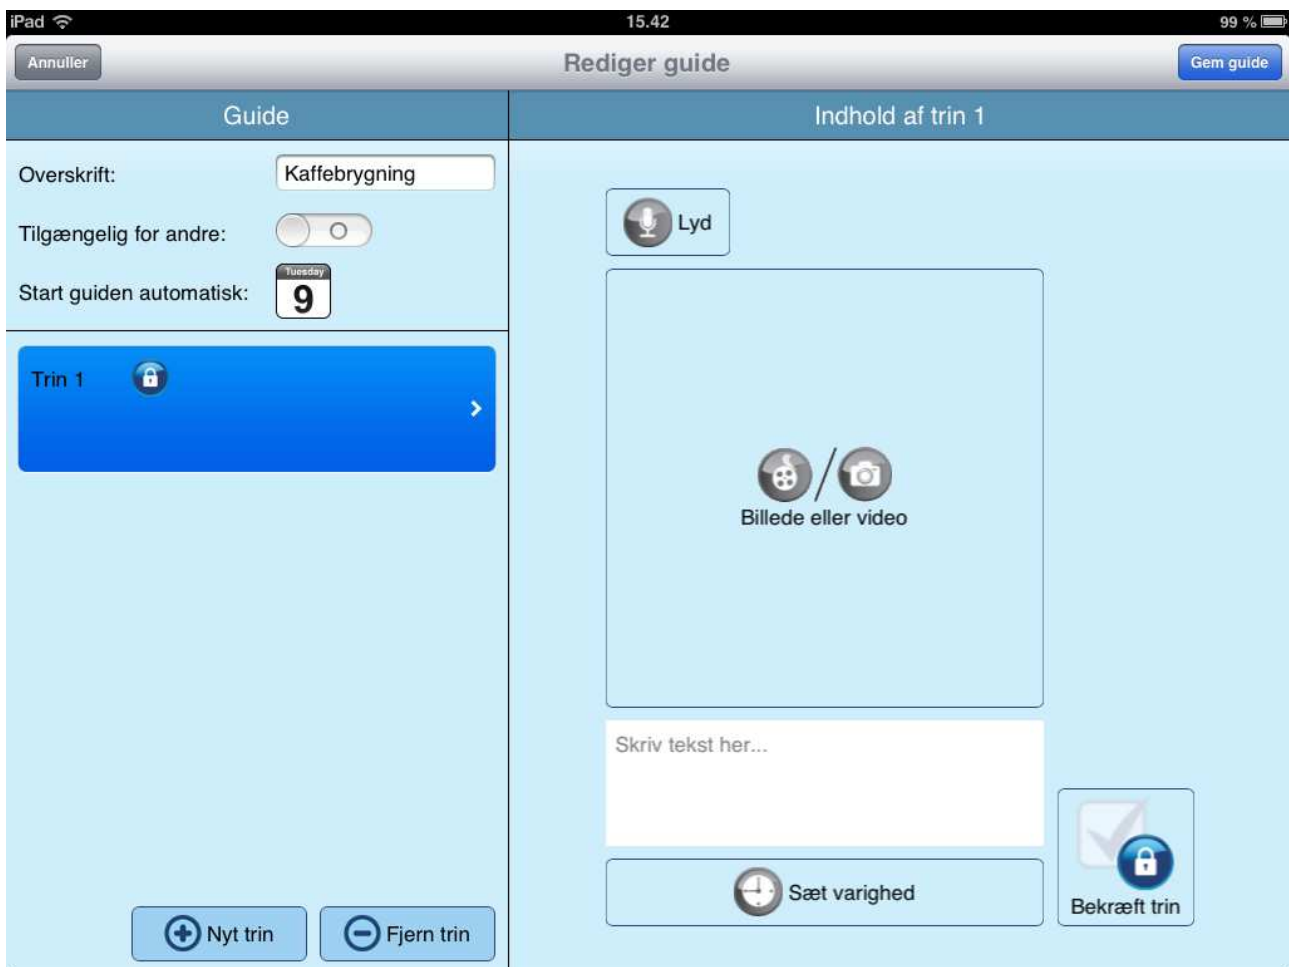 iPad 15.42 99 %
Annuller Rediger guide Gem guide
Guide
Overskrift: Kaffebrygning
Tilgængelig for andre:
Start guiden automatisk: Tuesday 9
Trin 1
Nyt trin Fjern trin
Indhold af trin 1
Lyd
Billede eller video
Skriv tekst her...
Sæt varighed
Bekræft trin